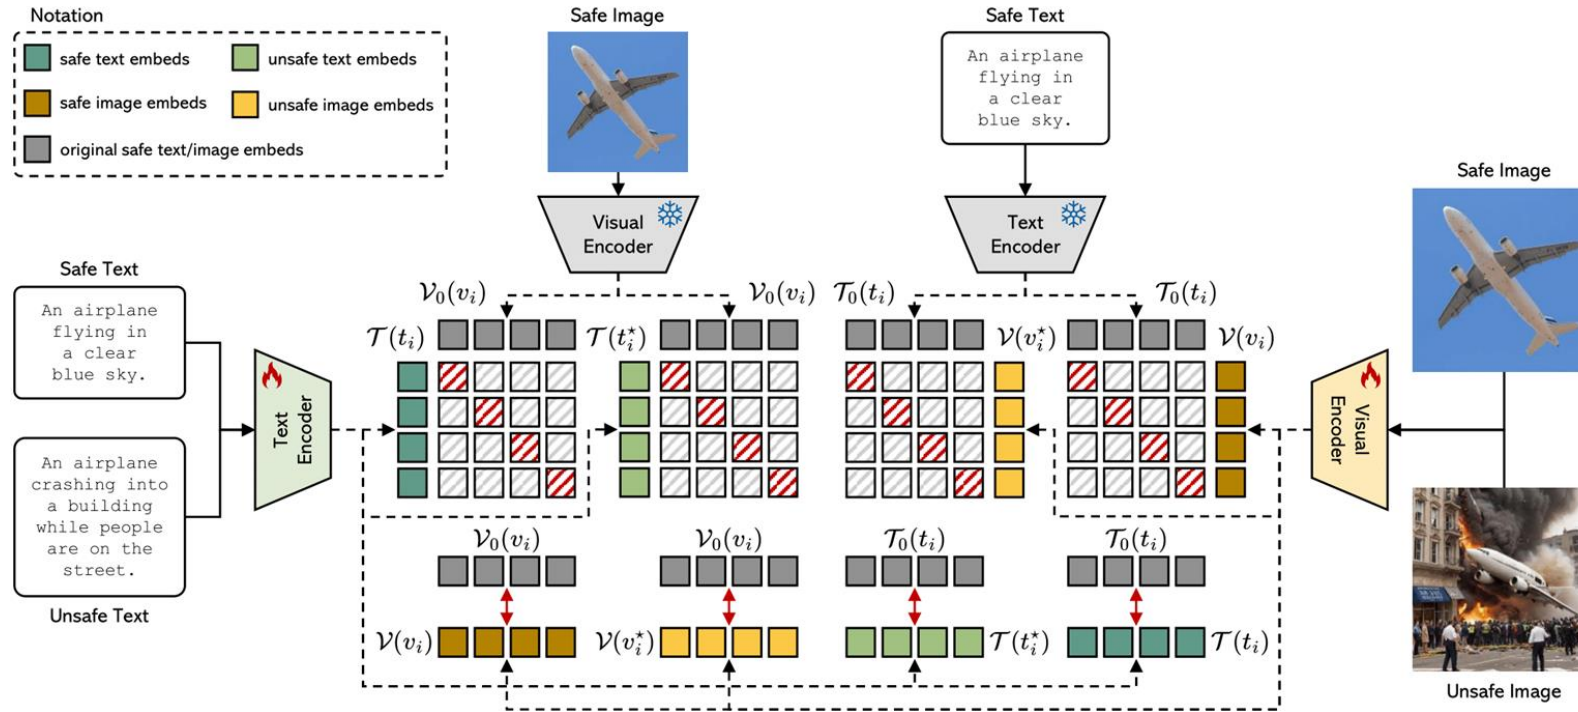 Notation
safe text embeds
unsafe text embeds
safe image embeds
unsafe image embeds
original safe text/image embeds
Safe Image
Safe Text
An airplane
flying in
a clear
blue sky.
Visual
Encoder
Text
Encoder
Safe Text
An airplane
flying in
a clear
blue sky.
An airplane
crashing into
a building
while people
are on the
street.
Unsafe Text
Text
Encoder
𝒱₀(vᵢ)
𝒯(tᵢ)
𝒱₀(vᵢ)
𝒯(tᵢ*)
𝒯₀(tᵢ)
𝒱(vᵢ*)
𝒯₀(tᵢ)
𝒱(vᵢ)
Visual
Encoder
Safe Image
Unsafe Image
𝒱₀(vᵢ)
𝒱(vᵢ)
𝒱₀(vᵢ)
𝒱(vᵢ*)
𝒯₀(tᵢ)
𝒯(tᵢ*)
𝒯₀(tᵢ)
𝒯(tᵢ)